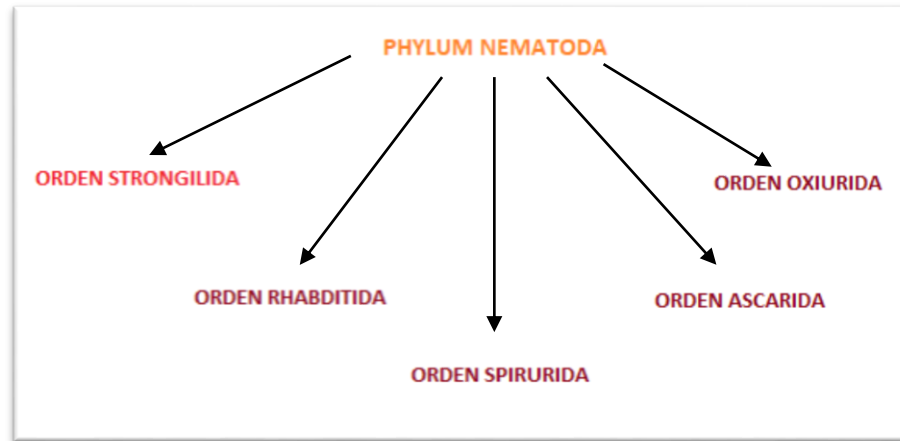 PHYLUM NEMATODA
ORDEN STRONGILIDA
ORDEN OXIURIDA
ORDEN RHABDITIDA
ORDEN ASCARIDA
ORDEN SPIRURIDA